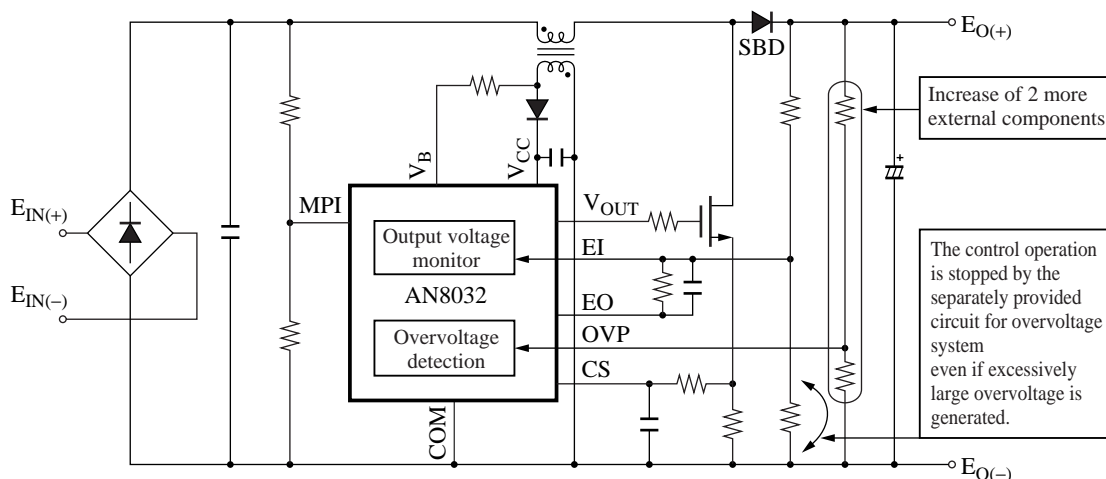 E_O(+)
SBD
Increase of 2 more
external components
V_B
V_CC
+
MPI
V_OUT
E_IN(+)
Output voltage
monitor
EI
The control operation
is stopped by the
separately provided
circuit for overvoltage
system
even if excessively
large overvoltage is
generated.
AN8032
E_IN(−)
EO
Overvoltage
detection
OVP
CS
COM
E_O(−)